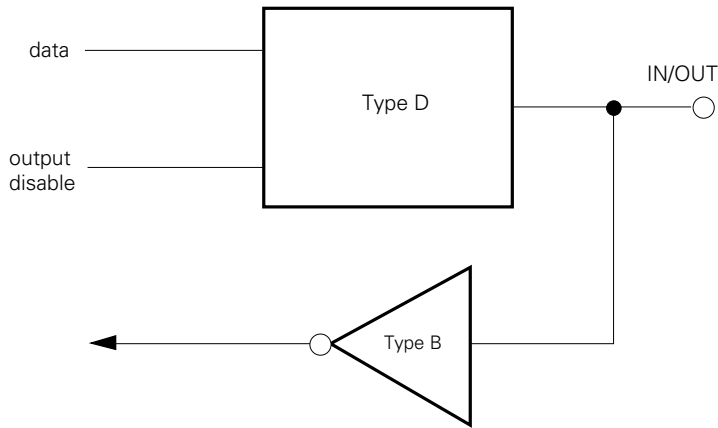 data
Type D
IN/OUT
output
disable
Type B